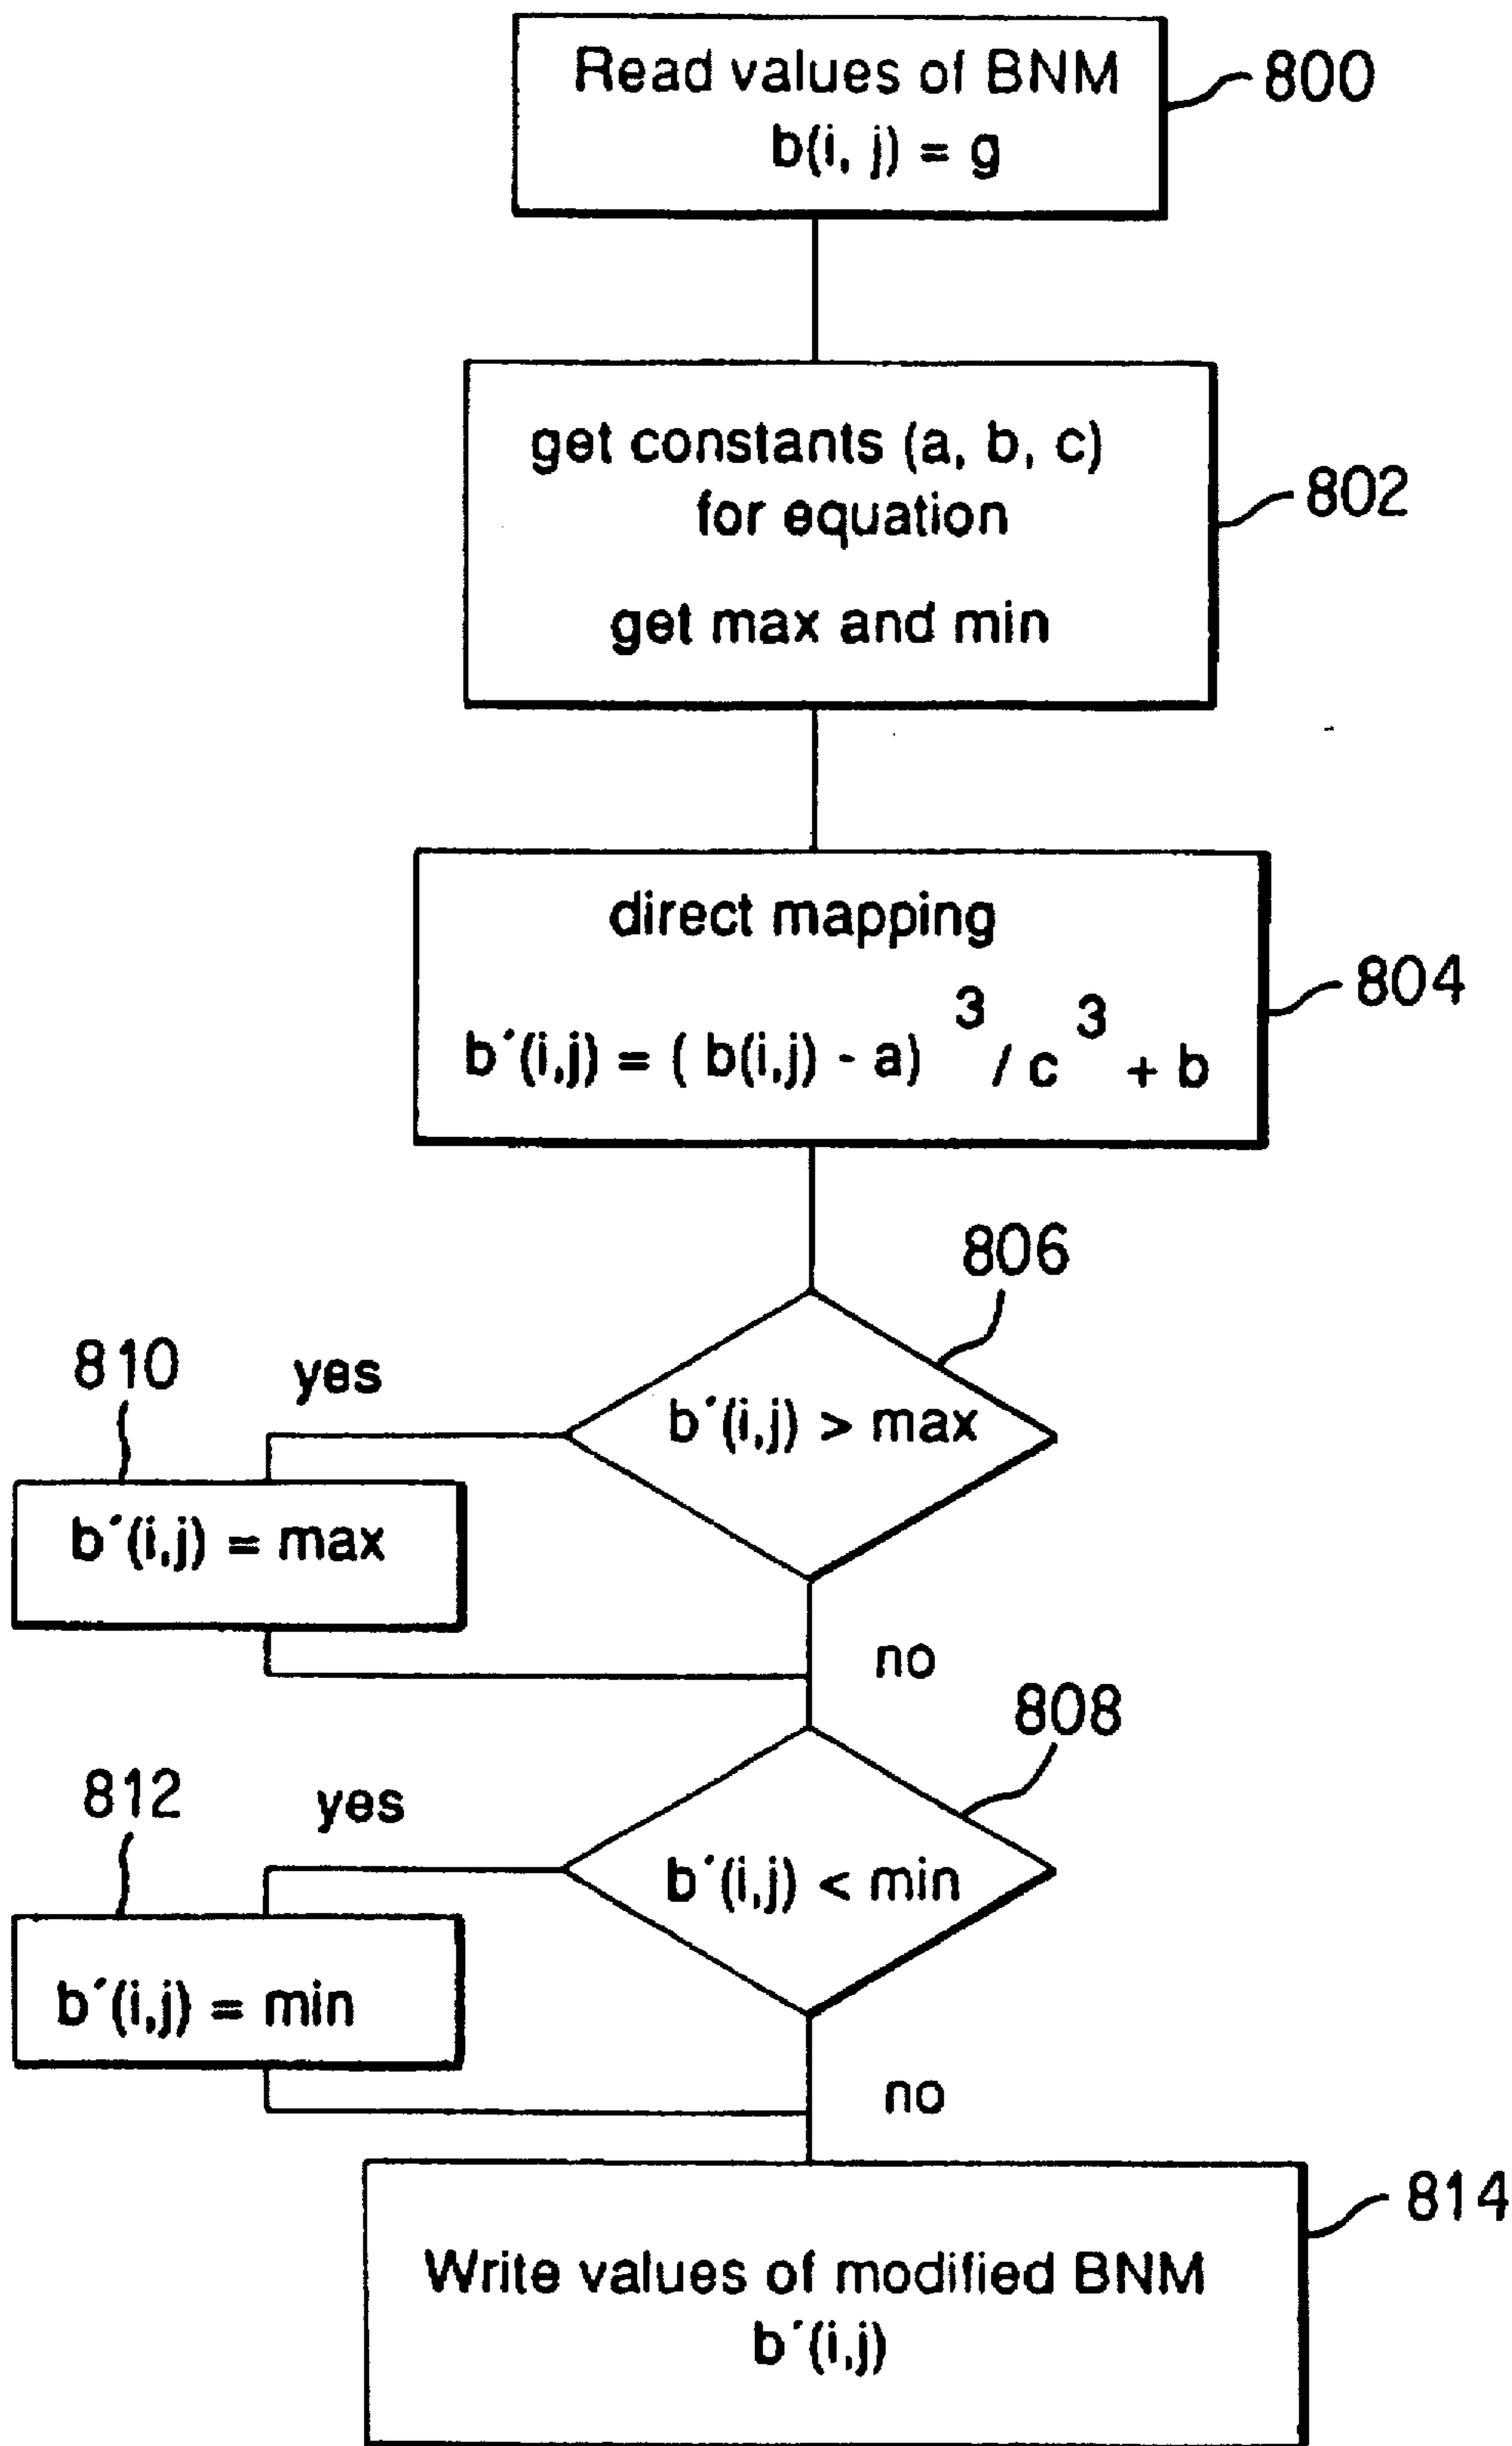 Read values of BNM
b(i, j) = g
800
get constants (a, b, c)
for equation
get max and min
802
direct mapping
b´(i,j) = ( b(i,j) - a) 3 / c 3 + b
804
806
810
yes
b´(i,j) > max
b´(i,j) = max
no
808
812
yes
b´(i,j) < min
b´(i,j) = min
no
814
Write values of modified BNM
b´(i,j)